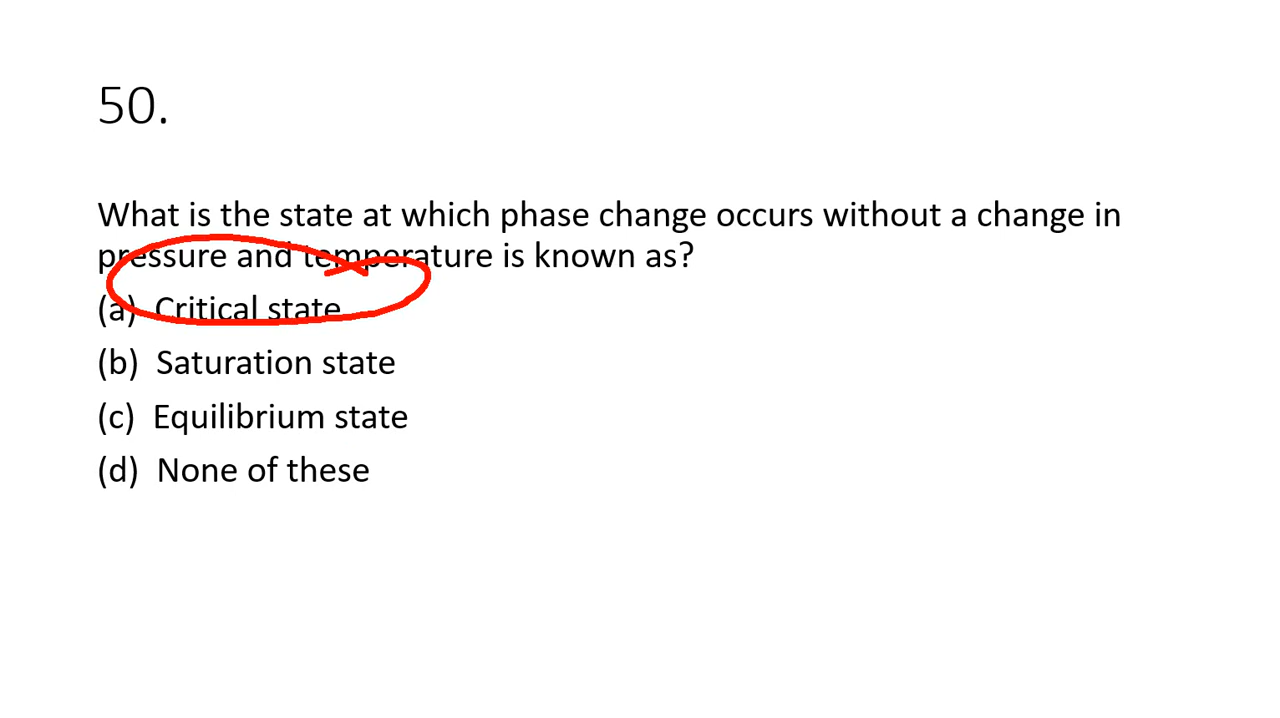 50.
What is the state at which phase change occurs without a change in
pressure and temperature is known as?
(a) Critical state
(b) Saturation state
(c) Equilibrium state
(d) None of these